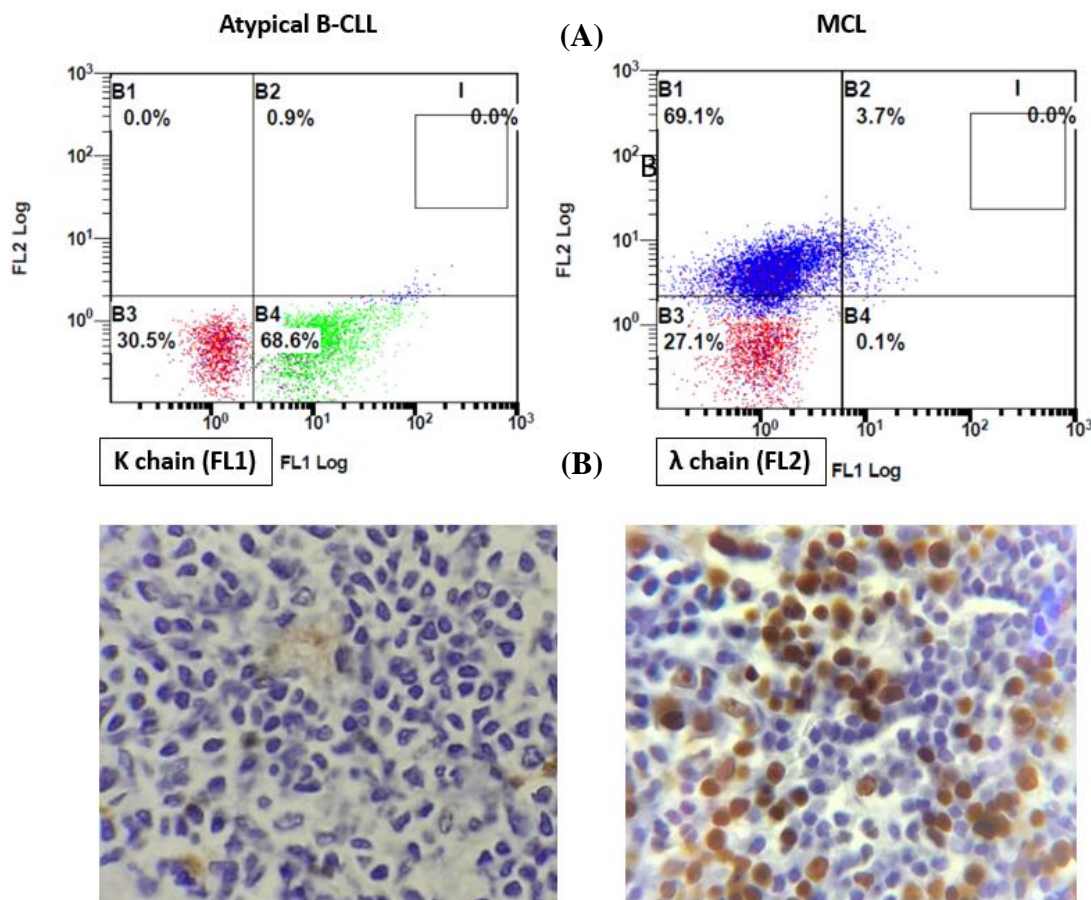 Atypical B-CLL
(A)
MCL
10³
B1
0.0%
B2
0.9%
I
0.0%
10²
FL2 Log
10¹
10⁰
B3
30.5%
B4
68.6%
10⁰
10¹
10²
10³
K chain (FL1)
FL1 Log
10³
B1
69.1%
B2
3.7%
I
0.0%
10²
B
FL2 Log
10¹
10⁰
B3
27.1%
B4
0.1%
10⁰
10¹
10²
10³
(B)
λ chain (FL2)
FL1 Log